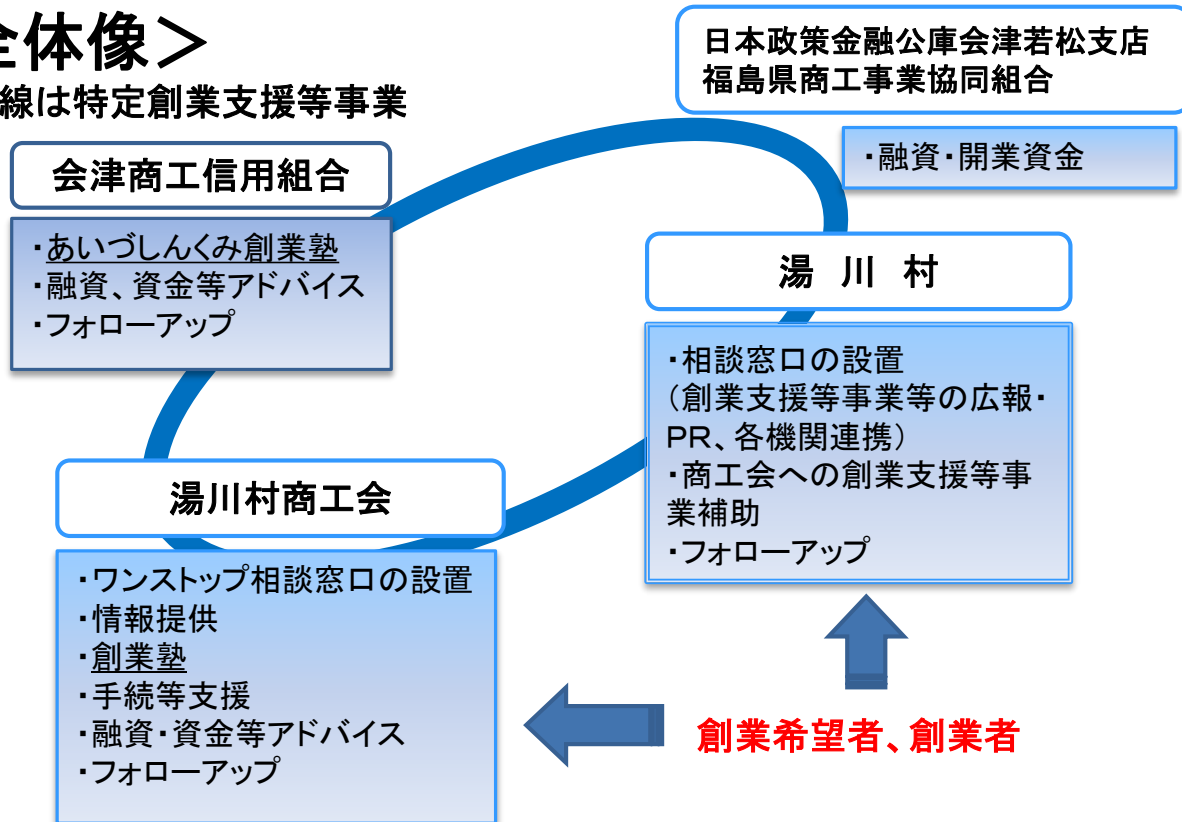 全体像＞
線は特定創業支援等事業
日本政策金融公庫会津若松支店
福島県商工事業協同組合
・融資・開業資金
会津商工信用組合
・あいづしんくみ創業塾
・融資、資金等アドバイス
・フォローアップ
湯　川　村
・相談窓口の設置
（創業支援等事業等の広報・
PR、各機関連携）
・商工会への創業支援等事
業補助
・フォローアップ
湯川村商工会
・ワンストップ相談窓口の設置
・情報提供
・創業塾
・手続等支援
・融資・資金等アドバイス
・フォローアップ
創業希望者、創業者